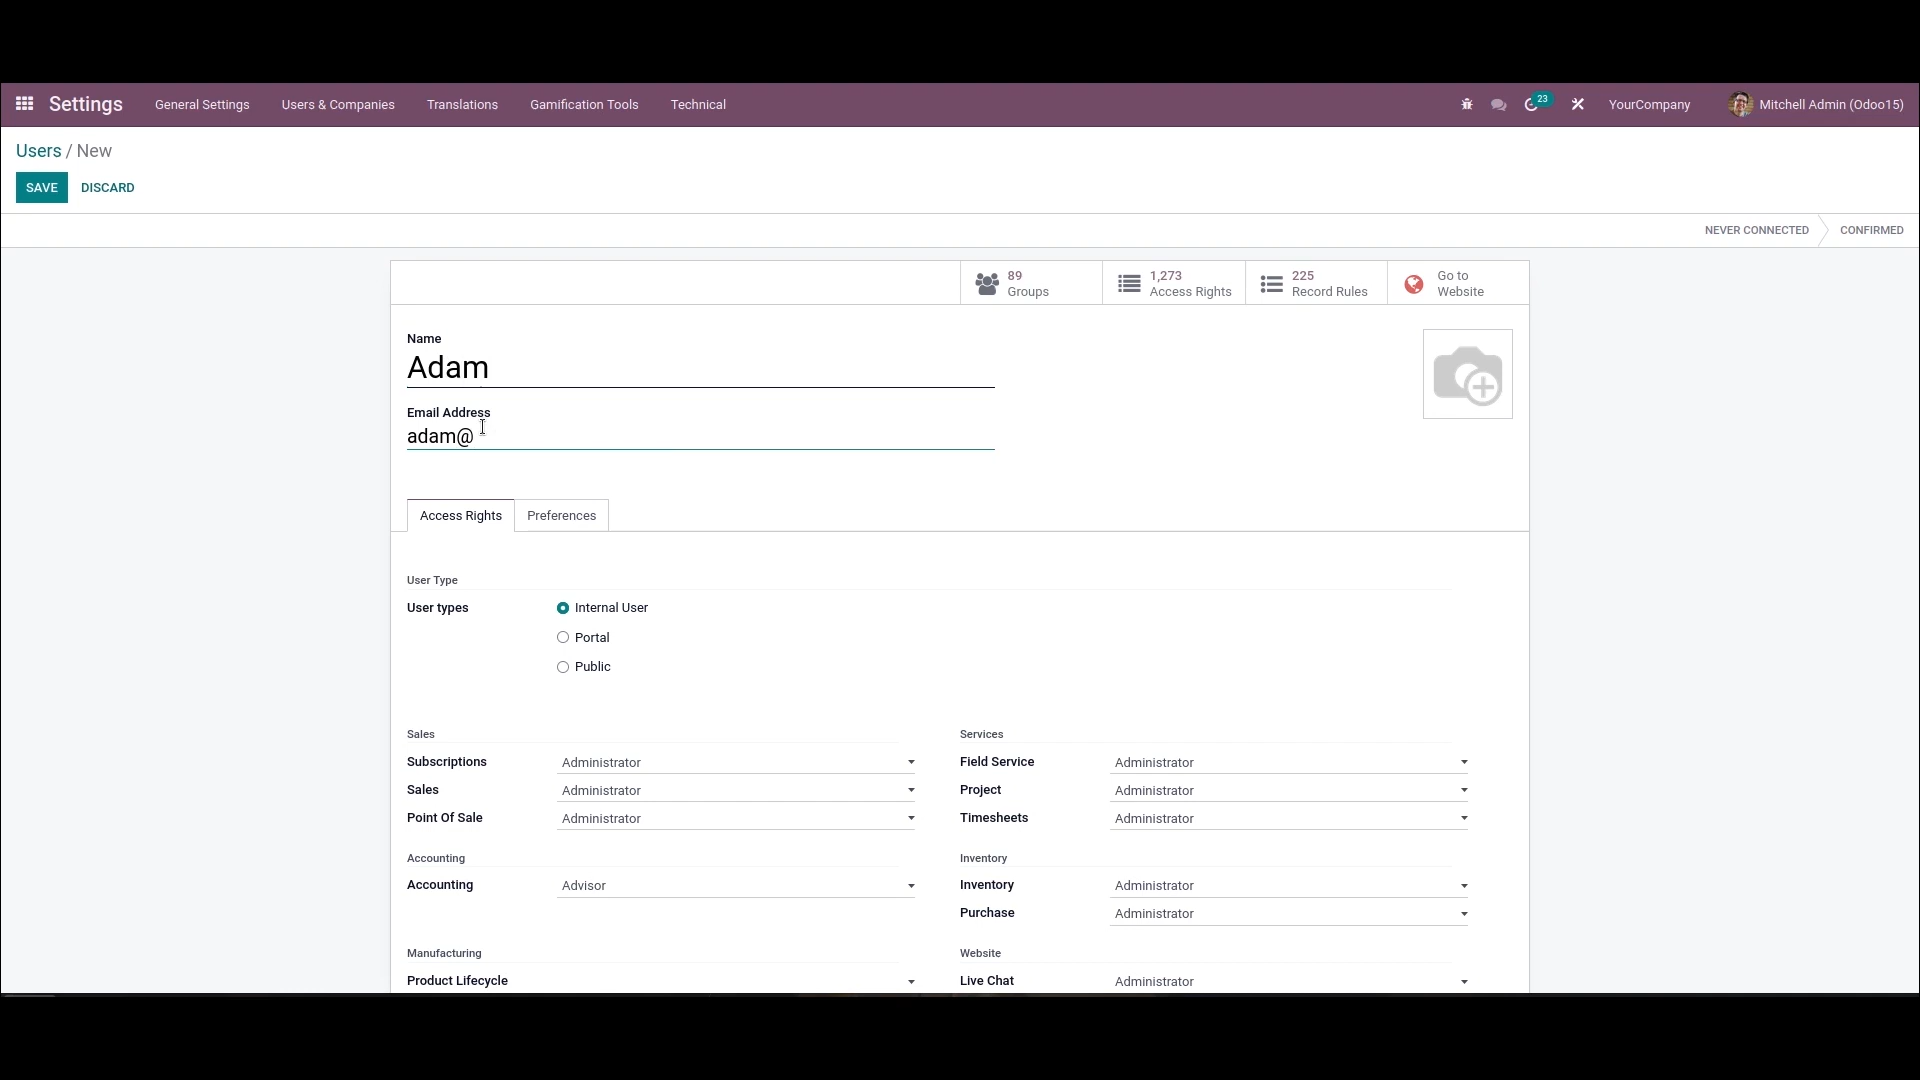 Settings General Settings Users & Companies Translations Gamification Tools Technical 23 YourCompany Mitchell Admin (Odoo15)
Users / New
SAVE DISCARD
NEVER CONNECTED CONFIRMED
89 Groups 1,273 Access Rights 225 Record Rules Go to Website
Name
Adam
Email Address
adam@
Access Rights Preferences
User Type
User types Internal User
Portal
Public
Sales Services
Subscriptions Administrator Field Service Administrator
Sales Administrator Project Administrator
Point Of Sale Administrator Timesheets Administrator
Accounting Inventory
Accounting Advisor Inventory Administrator
Purchase Administrator
Manufacturing Website
Product Lifecycle Live Chat Administrator